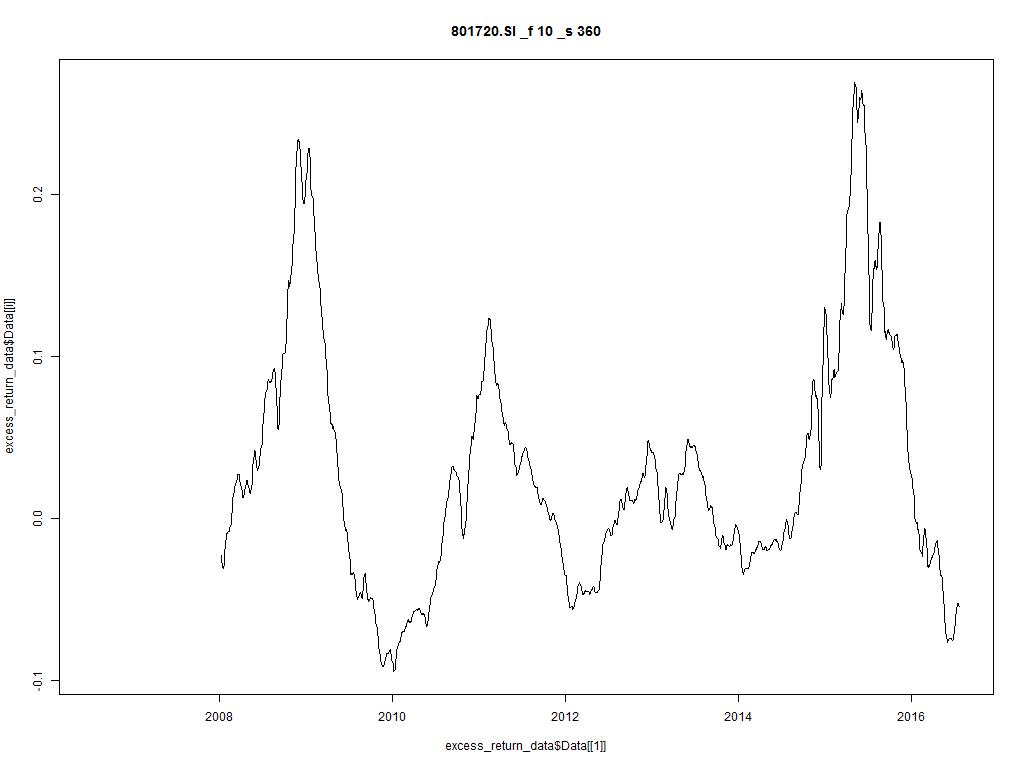 801720.SI _f 10 _s 360
excess_return_data$Data[[i]]
0.2
0.1
0.0
-0.1
2008 2010 2012 2014 2016
excess_return_data$Data[[1]]